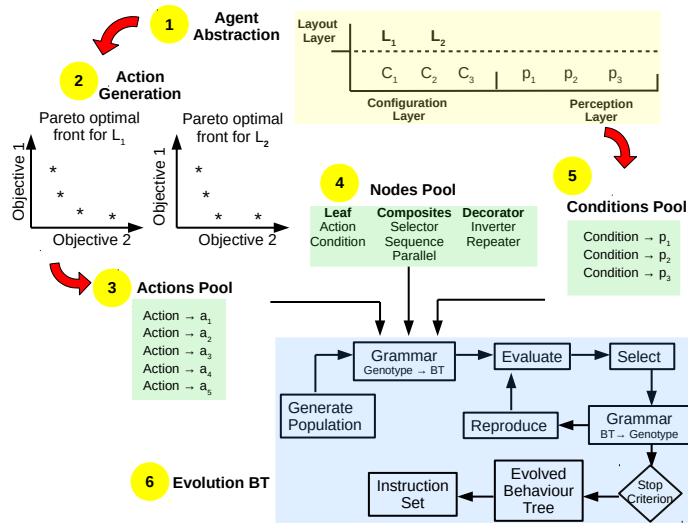 1
Agent
Abstraction
Layout
Layer
L1 L2
C1 C2 C3 p1 p2 p3
Configuration
Layer
Perception
Layer
2
Action
Generation
Pareto optimal
front for L1
Objective 1
* * * *
Objective 2
Pareto optimal
front for L2
Objective 1
* * * *
Objective 2
3
Actions Pool
Action → a1
Action → a2
Action → a3
Action → a4
Action → a5
4
Nodes Pool
Leaf Composites Decorator
Action Selector Inverter
Condition Sequence Repeater
Parallel
5
Conditions Pool
Condition → p1
Condition → p2
Condition → p3
6
Evolution BT
Generate
Population
Grammar
Genotype → BT
Evaluate
Select
Reproduce
Grammar
BT→ Genotype
Stop
Criterion
Evolved
Behaviour
Tree
Instruction
Set